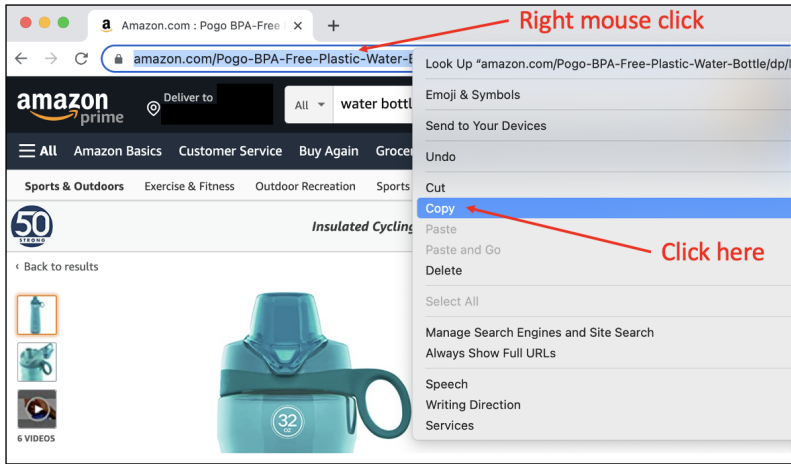 Right mouse click
Amazon.com : Pogo BPA-Free
amazon.com/Pogo-BPA-Free-Plastic-Water-B
amazon prime
Deliver to
All
water bottl
All Amazon Basics Customer Service Buy Again Groce
Sports & Outdoors Exercise & Fitness Outdoor Recreation Sports
50 STRONG
Insulated Cycling
‹ Back to results
32 oz
6 VIDEOS
Look Up "amazon.com/Pogo-BPA-Free-Plastic-Water-Bottle/dp/
Emoji & Symbols
Send to Your Devices
Undo
Cut
Copy
Paste
Paste and Go
Click here
Delete
Select All
Manage Search Engines and Site Search
Always Show Full URLs
Speech
Writing Direction
Services